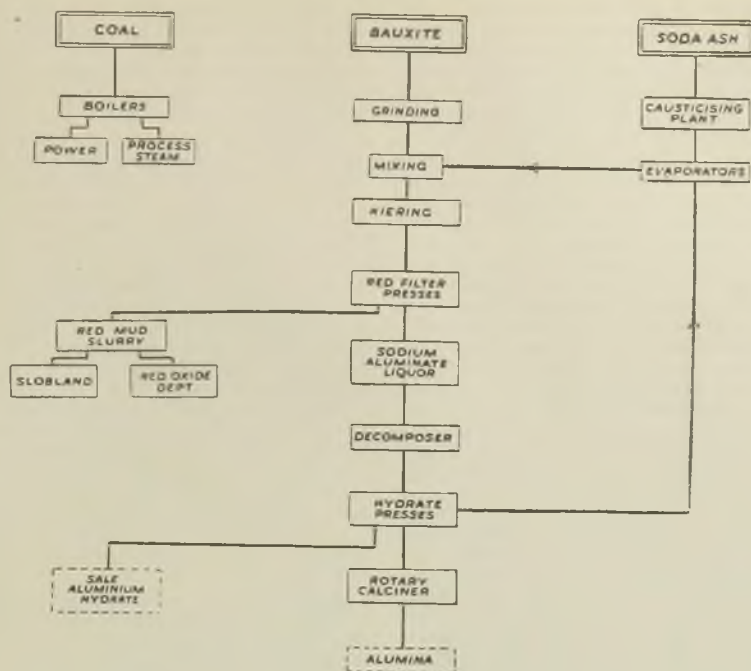 COAL
BAUXITE
SODA ASH
BOILERS
POWER
PROCESS
STEAM
GRINDING
CAUSTICISING
PLANT
MIXING
EVAPORATORS
KIERING
RED FILTER
PRESSES
RED MUD
SLURRY
SLOBLAND
RED OXIDE
DEPT
SODIUM
ALUMINATE
LIQUOR
DECOMPOSER
HYDRATE
PRESSES
SALE
ALUMINIUM
HYDRATE
ROTARY
CALCINER
ALUMINA